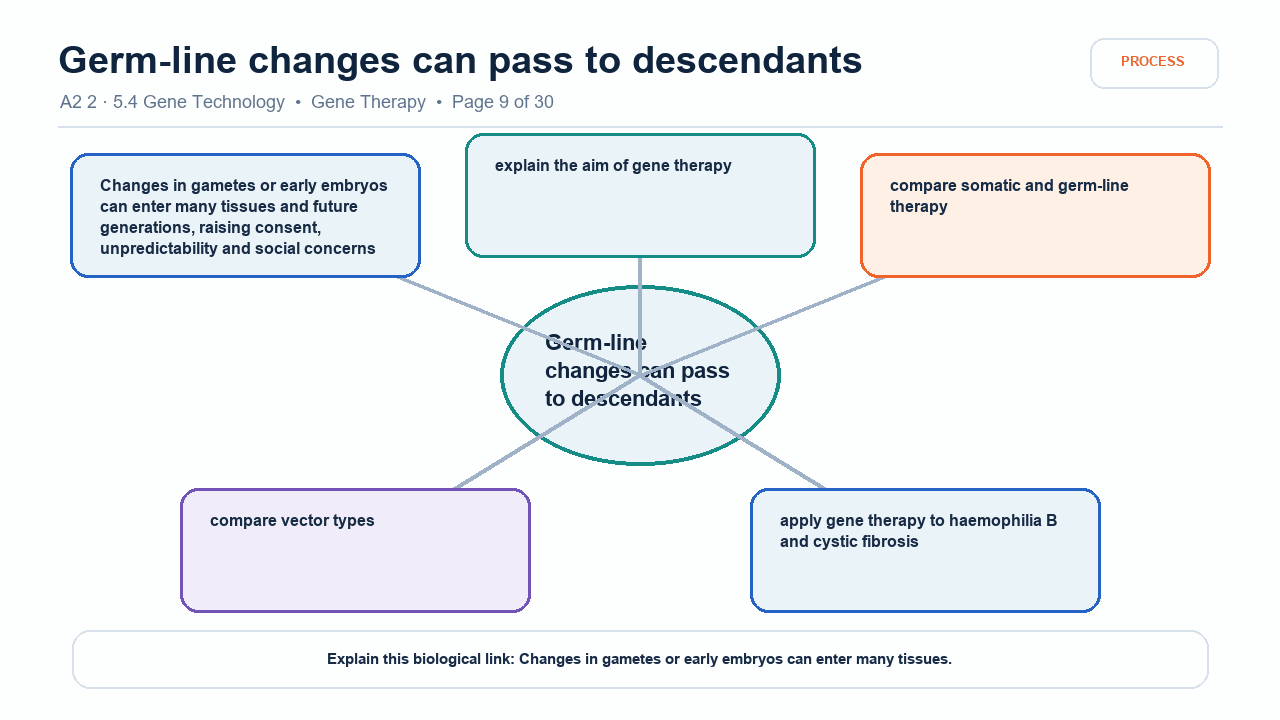 Germ-line changes can pass to descendants
PROCESS
A2 2 · 5.4 Gene Technology • Gene Therapy • Page 9 of 30
Changes in gametes or early embryos
can enter many tissues and future
generations, raising consent,
unpredictability and social concerns
explain the aim of gene therapy
compare somatic and germ-line
therapy
Germ-line
changes can pass
to descendants
compare vector types
apply gene therapy to haemophilia B
and cystic fibrosis
Explain this biological link: Changes in gametes or early embryos can enter many tissues.